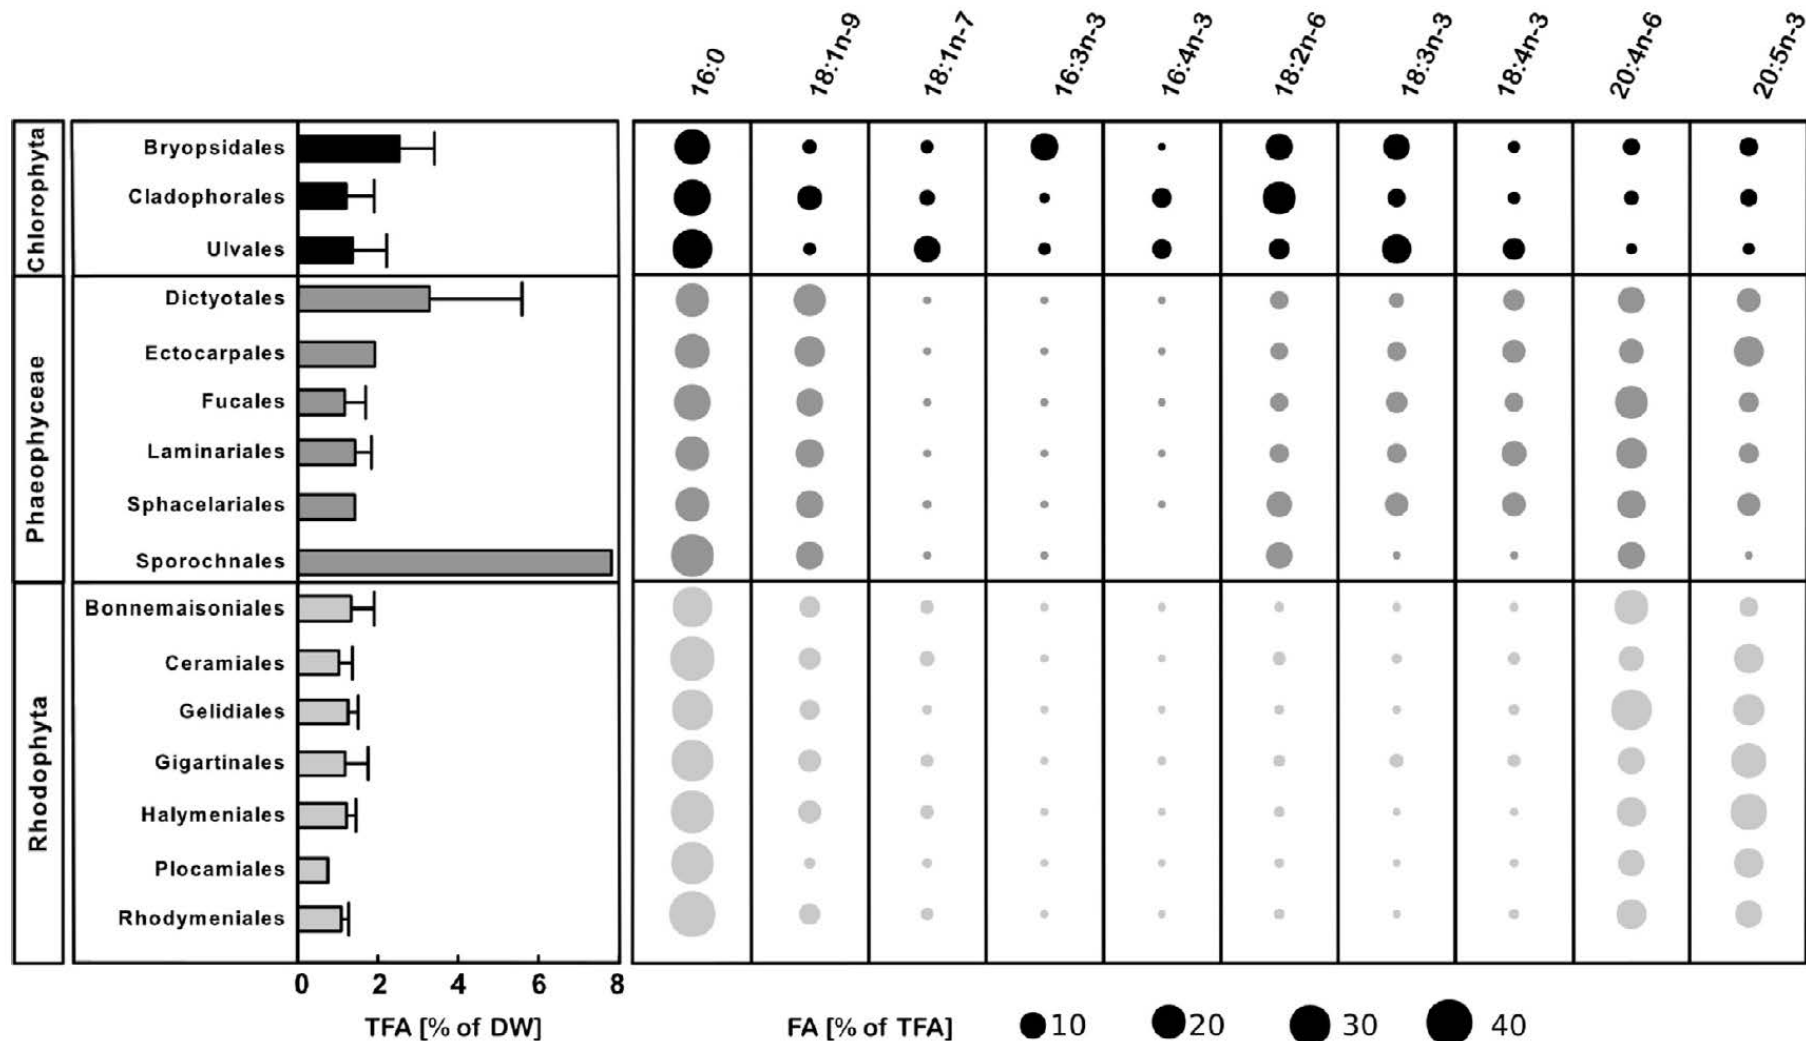 16:0 18:1n-9 18:1n-7 16:3n-3 16:4n-3 18:2n-6 18:3n-3 18:4n-3 20:4n-6 20:5n-3
Chlorophyta
Bryopsidales
Cladophorales
Ulvales
Phaeophyceae
Dictyotales
Ectocarpales
Fucales
Laminariales
Sphacelariales
Sporochnales
Rhodophyta
Bonnemaisoniales
Ceramiales
Gelidiales
Gigartinales
Halymeniales
Plocamiales
Rhodymeniales
0 2 4 6 8
TFA [% of DW]
FA [% of TFA] 10 20 30 40